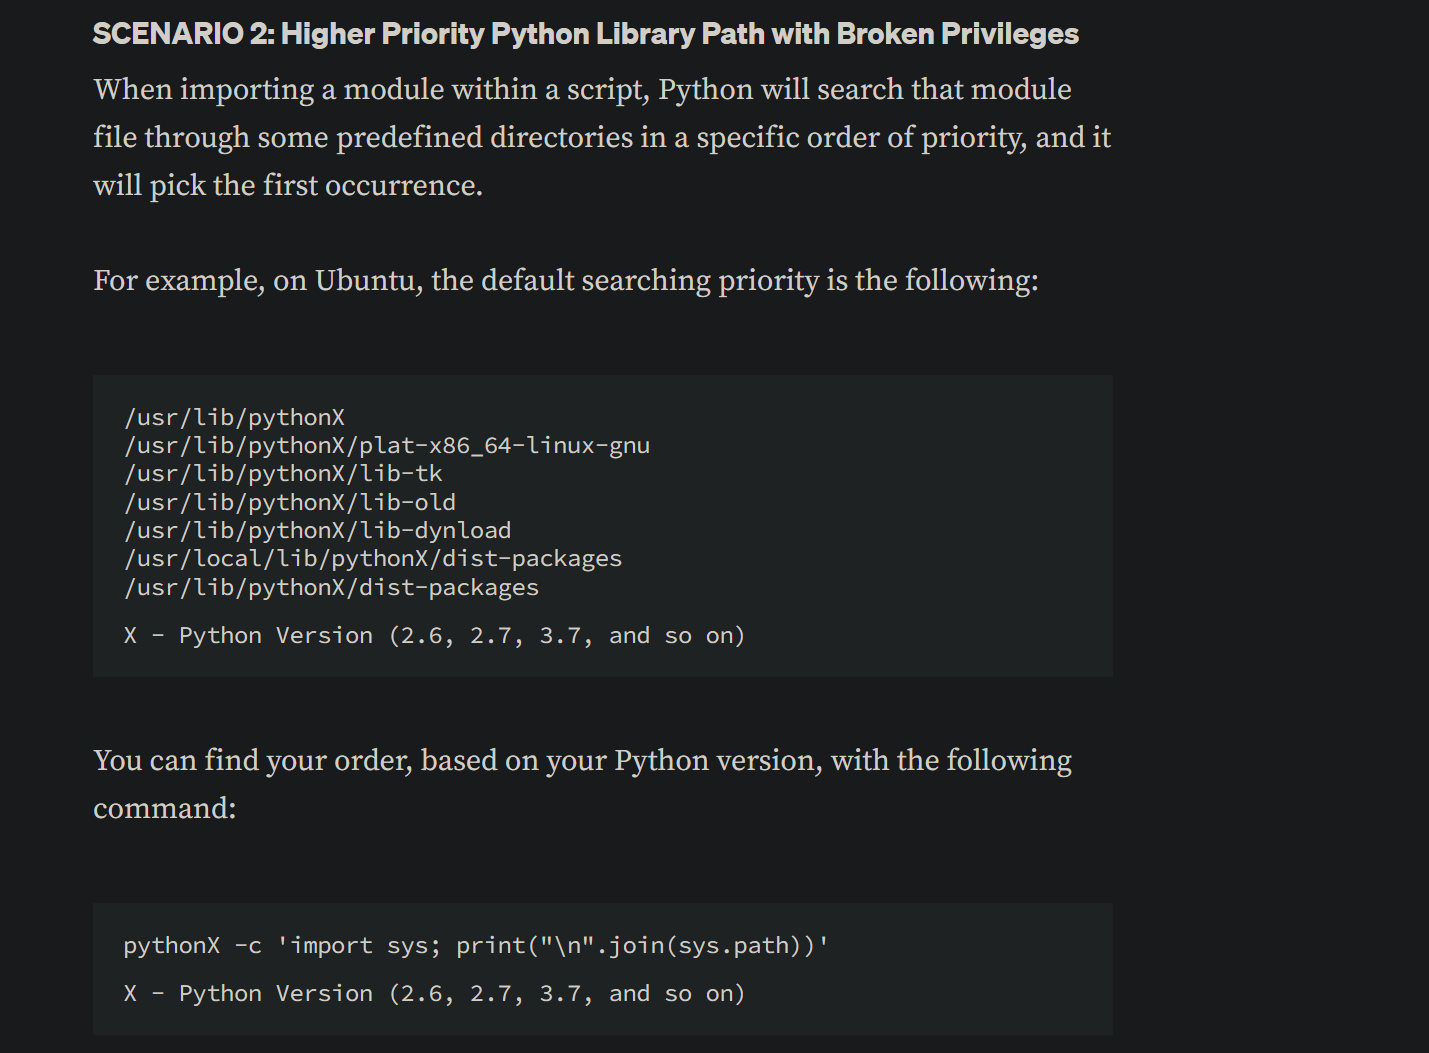 SCENARIO 2: Higher Priority Python Library Path with Broken Privileges
When importing a module within a script, Python will search that module
file through some predefined directories in a specific order of priority, and it
will pick the first occurrence.
For example, on Ubuntu, the default searching priority is the following:
/usr/lib/pythonX
/usr/lib/pythonX/plat-x86_64-linux-gnu
/usr/lib/pythonX/lib-tk
/usr/lib/pythonX/lib-old
/usr/lib/pythonX/lib-dynload
/usr/local/lib/pythonX/dist-packages
/usr/lib/pythonX/dist-packages
X - Python Version (2.6, 2.7, 3.7, and so on)
You can find your order, based on your Python version, with the following
command:
pythonX -c 'import sys; print("\n".join(sys.path))'
X - Python Version (2.6, 2.7, 3.7, and so on)